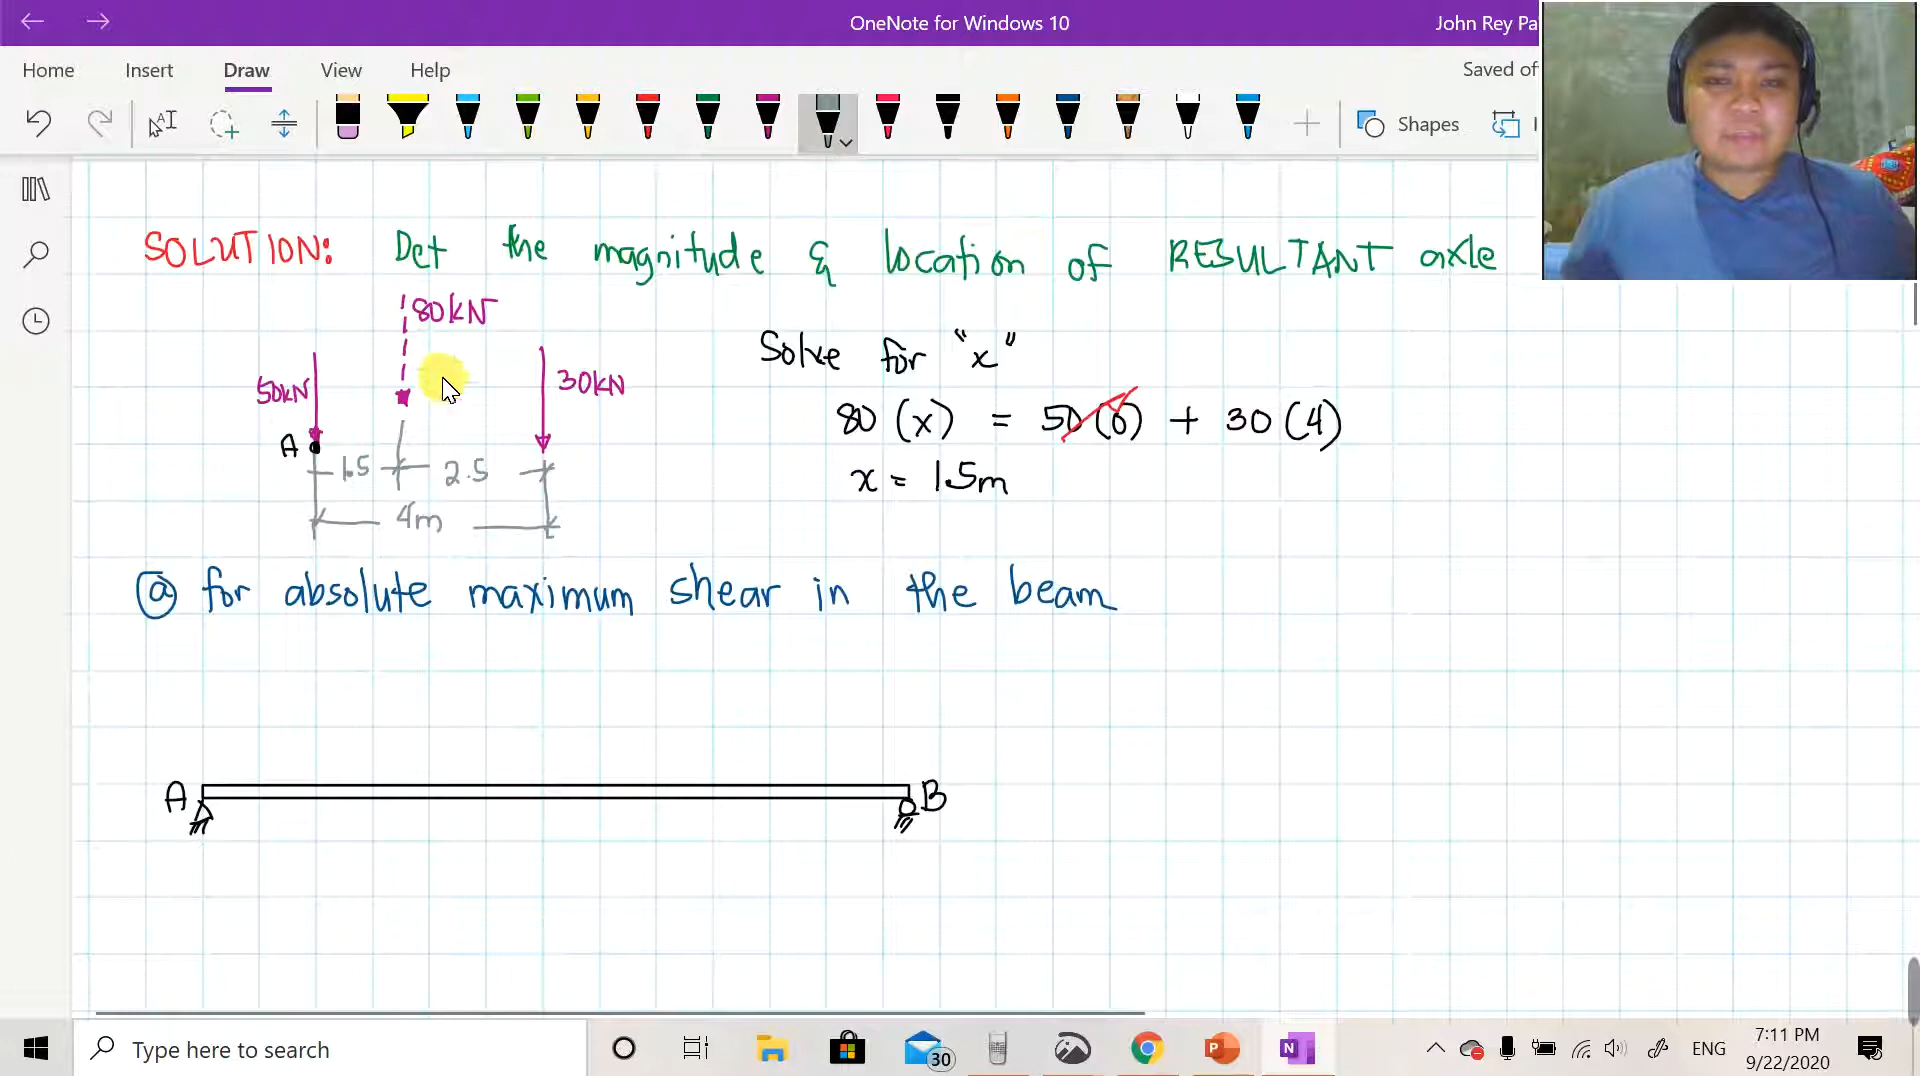 OneNote for Windows 10
John Rey Pa
Home
Insert
Draw
View
Help
Saved of
Shapes
SOLUTION: Det the magnitude & location of RESULTANT axle
80kN
50kN
30kN
A
1.5
2.5
4m
Solve for "x"
80 (x) = 50(0) + 30(4)
x = 1.5m
(a) for absolute maximum shear in the beam
A
B
Type here to search
30
ENG
7:11 PM
9/22/2020